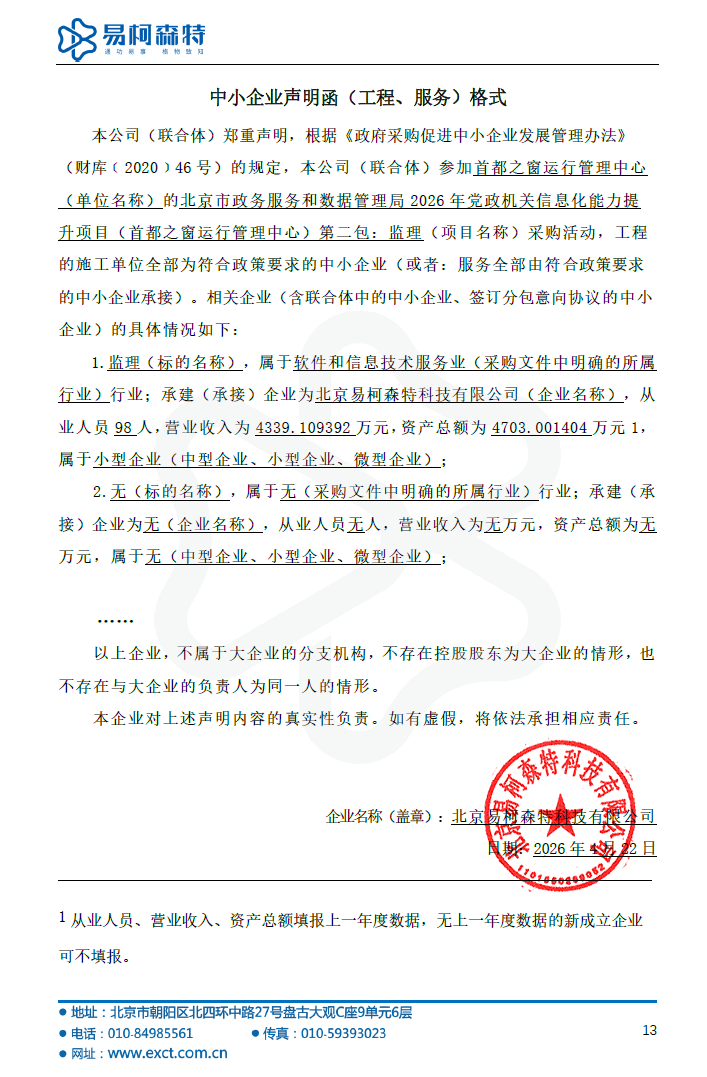 易柯森特
通功易事 格物致知
中小企业声明函（工程、服务）格式
本公司（联合体）郑重声明，根据《政府采购促进中小企业发展管理办法》
（财库﹝2020﹞46 号）的规定，本公司（联合体）参加首都之窗运行管理中心
（单位名称）的北京市政务服务和数据管理局 2026 年党政机关信息化能力提
升项目（首都之窗运行管理中心）第二包：监理（项目名称）采购活动，工程
的施工单位全部为符合政策要求的中小企业（或者：服务全部由符合政策要求
的中小企业承接）。相关企业（含联合体中的中小企业、签订分包意向协议的中小
企业）的具体情况如下：
1.监理（标的名称），属于软件和信息技术服务业（采购文件中明确的所属
行业）行业；承建（承接）企业为北京易柯森特科技有限公司（企业名称），从
业人员 98 人，营业收入为 4339.109392 万元，资产总额为 4703.001404 万元 1，
属于小型企业（中型企业、小型企业、微型企业）；
2.无（标的名称），属于无（采购文件中明确的所属行业）行业；承建（承
接）企业为无（企业名称），从业人员无人，营业收入为无万元，资产总额为无
万元，属于无（中型企业、小型企业、微型企业）；
……
以上企业，不属于大企业的分支机构，不存在控股股东为大企业的情形，也
不存在与大企业的负责人为同一人的情形。
本企业对上述声明内容的真实性负责。如有虚假，将依法承担相应责任。
北京易柯森特科技有限公司
企业名称（盖章）：北京易柯森特科技有限公司
日期：2026 年 4 月 22 日
1 从业人员、营业收入、资产总额填报上一年度数据，无上一年度数据的新成立企业
可不填报。
地址：北京市朝阳区北四环中路27号盘古大观C座9单元6层
电话：010-84985561 传真：010-59393023
网址：www.exct.com.cn
13